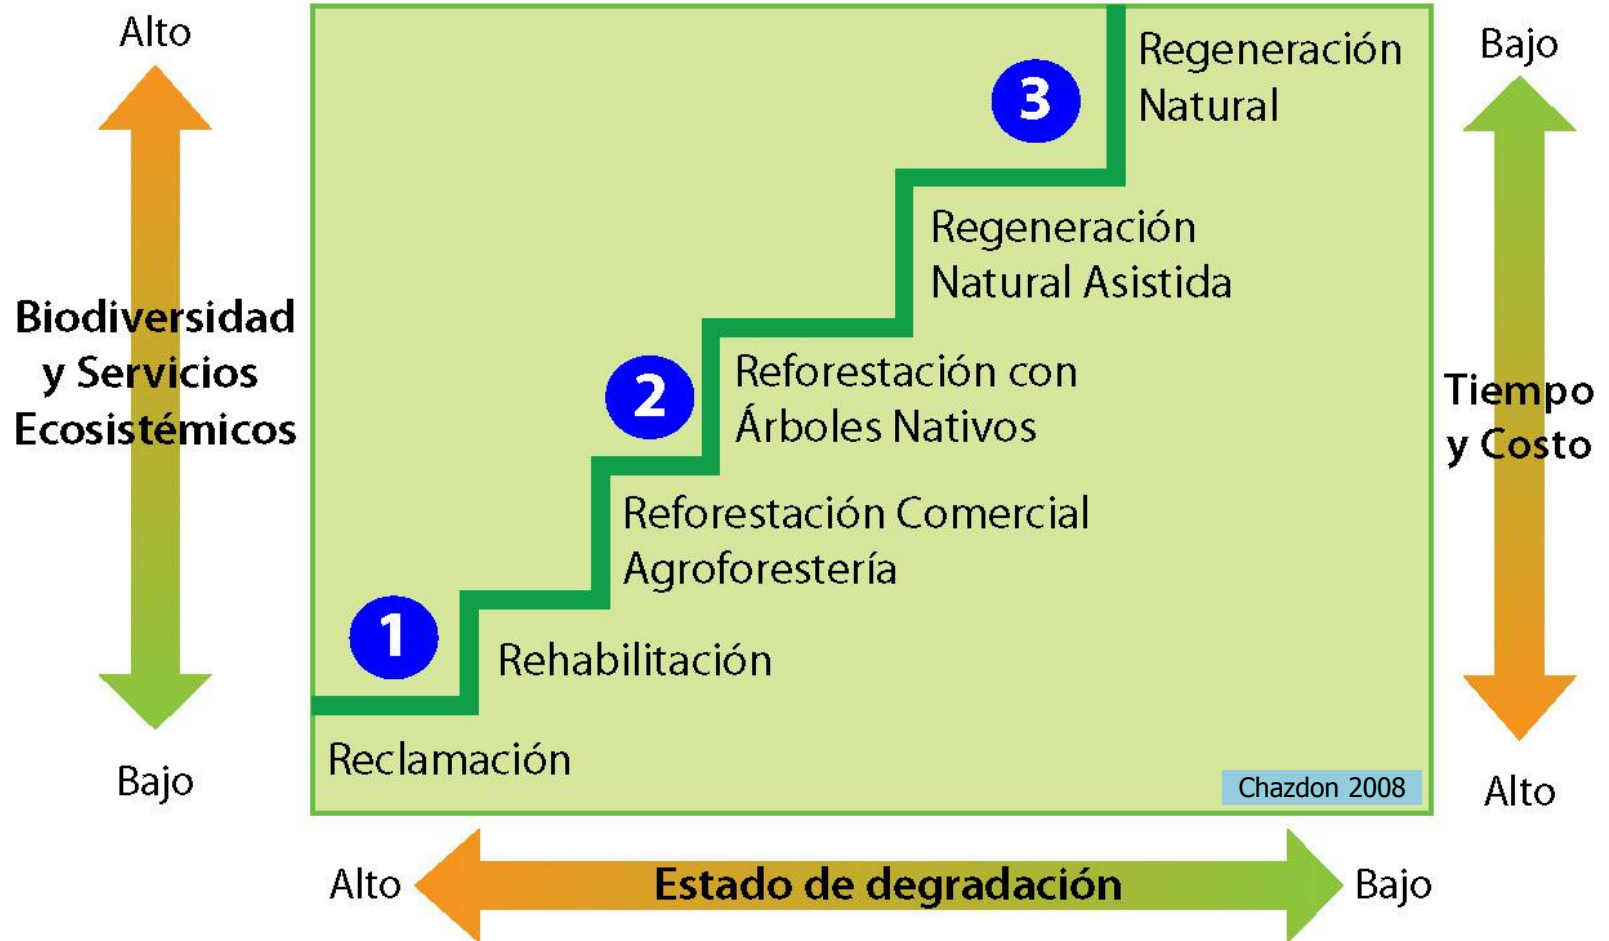 Alto
Biodiversidad
y Servicios
Ecosistémicos
Bajo
3
Regeneración
Natural
Regeneración
Natural Asistida
2
Reforestación con
Árboles Nativos
Reforestación Comercial
Agroforestería
1
Rehabilitación
Reclamación
Chazdon 2008
Bajo
Tiempo
y Costo
Alto
Alto
Estado de degradación
Bajo